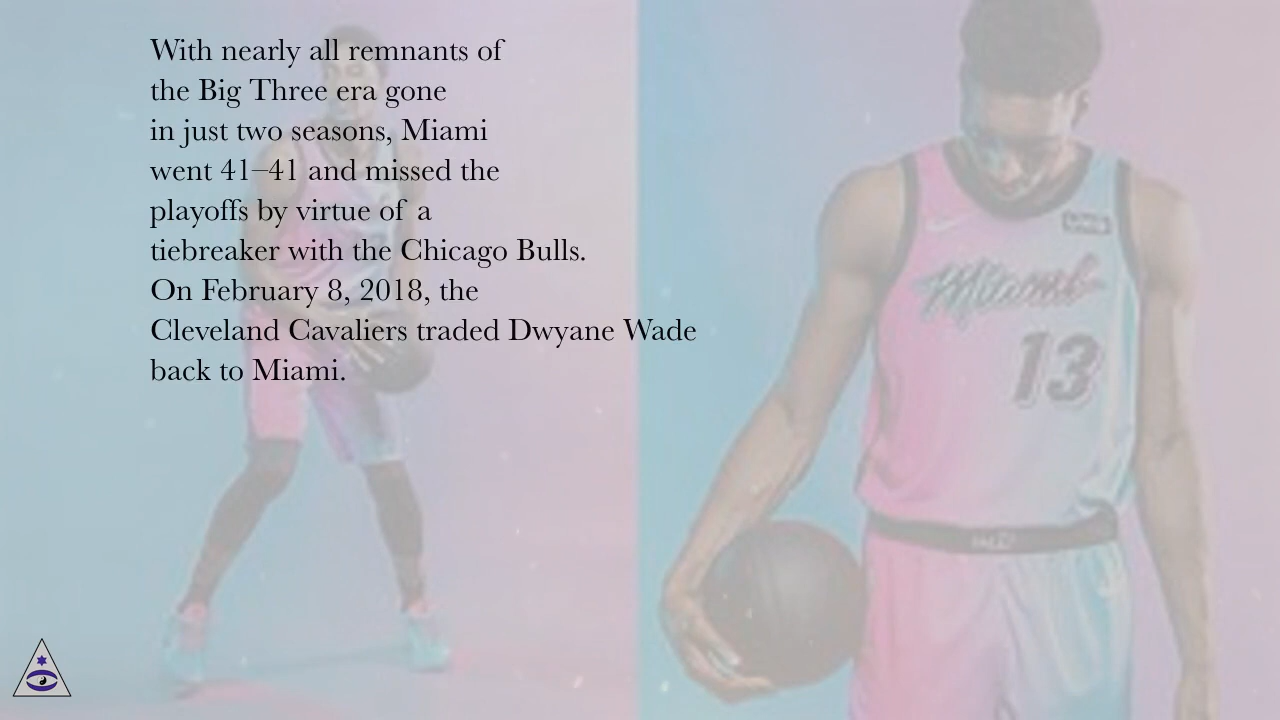 With nearly all remnants of
the Big Three era gone
in just two seasons, Miami
went 41–41 and missed the
playoffs by virtue of a
tiebreaker with the Chicago Bulls.
On February 8, 2018, the
Cleveland Cavaliers traded Dwyane Wade
back to Miami.
Miami
13